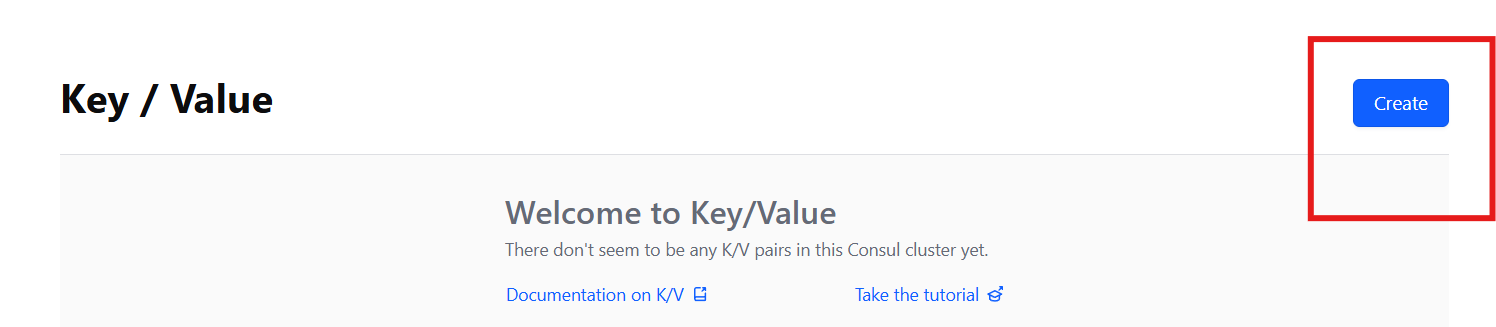 Key / Value
Create
Welcome to Key/Value
There don't seem to be any K/V pairs in this Consul cluster yet.
Documentation on K/V
Take the tutorial